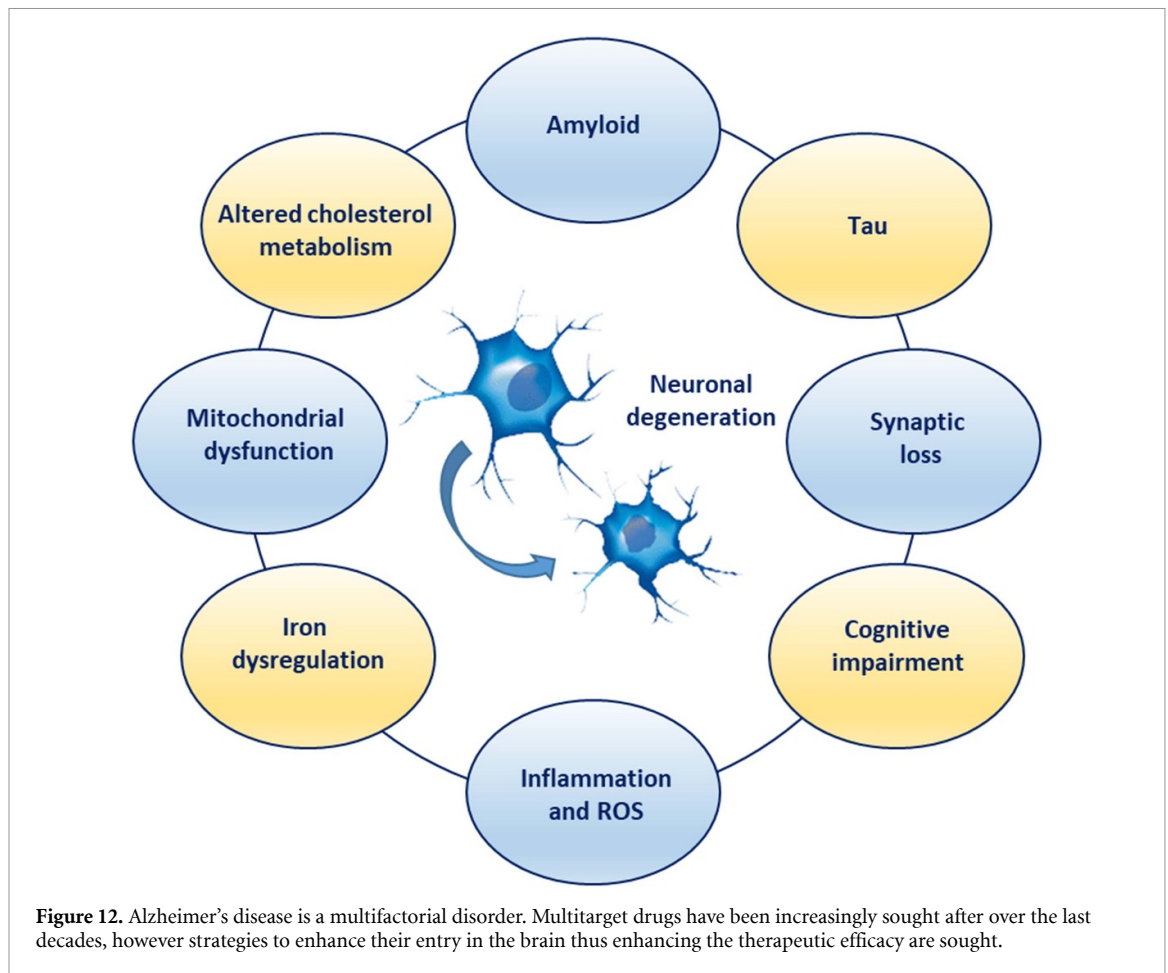 Amyloid
Altered cholesterol
metabolism
Tau
Mitochondrial
dysfunction
Neuronal
degeneration
Synaptic
loss
Iron
dysregulation
Cognitive
impairment
Inflammation
and ROS
Figure 12. Alzheimer's disease is a multifactorial disorder. Multitarget drugs have been increasingly sought after over the last
decades, however strategies to enhance their entry in the brain thus enhancing the therapeutic efficacy are sought.